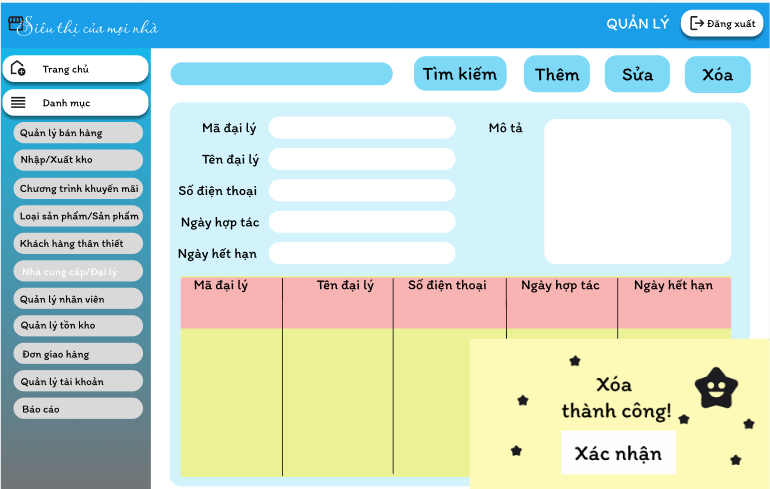 Siêu thị của mọi nhà
QUẢN LÝ
Đăng xuất
Trang chủ
Danh mục
Quản lý bán hàng
Nhập/Xuất kho
Chương trình khuyến mãi
Loại sản phẩm/Sản phẩm
Khách hàng thân thiết
Nhà cung cấp/Đại lý
Quản lý nhân viên
Quản lý tồn kho
Đơn giao hàng
Quản lý tài khoản
Báo cáo
Tìm kiếm
Thêm
Sửa
Xóa
Mã đại lý
Tên đại lý
Số điện thoại
Ngày hợp tác
Ngày hết hạn
Mô tả
Mã đại lý
Tên đại lý
Số điện thoại
Ngày hợp tác
Ngày hết hạn
Xóa
thành công!
Xác nhận